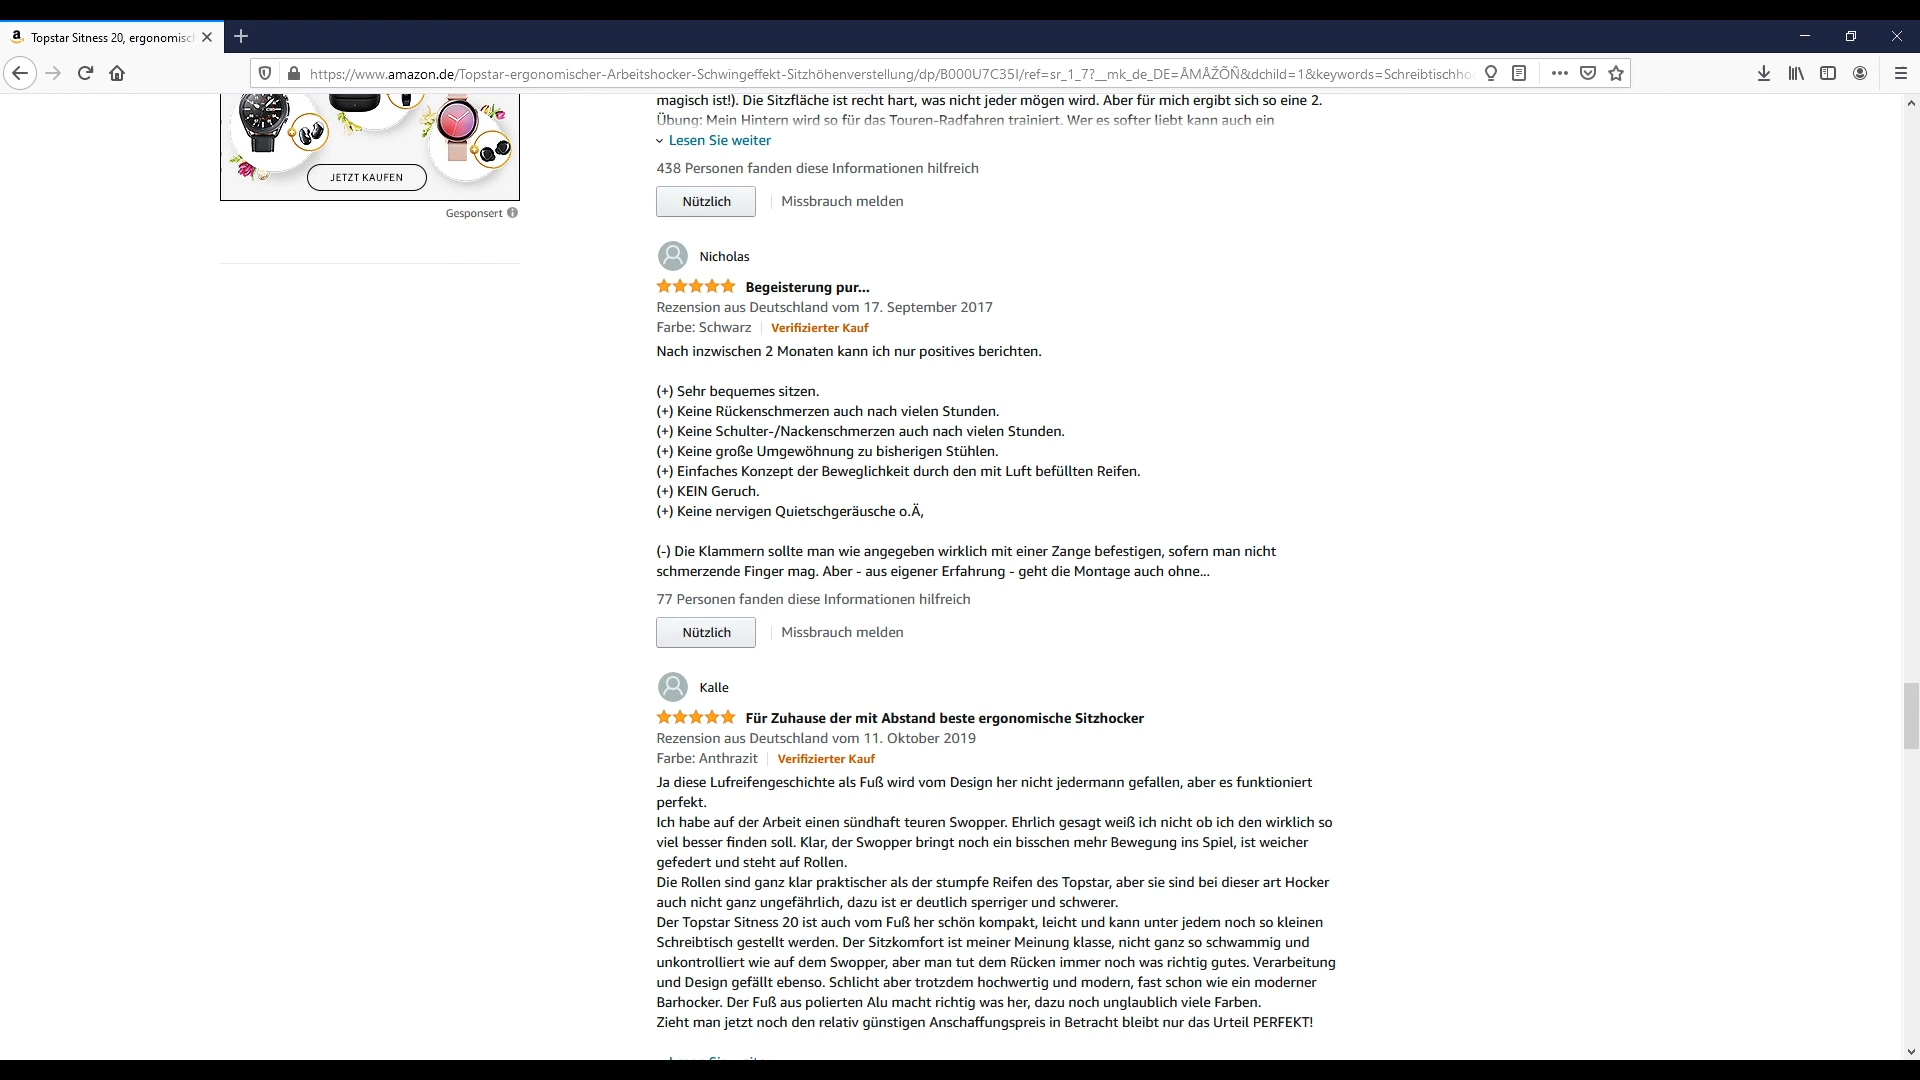 Topstar Sitness 20, ergonomisc
https://www.amazon.de/Topstar-ergonomischer-Arbeitshocker-Schwingeffekt-Sitzhöhenverstellung/dp/B000U7C35I/ref=sr_1_7?__mk_de_DE=ÅMÅŽÕÑ&dchild=1&keywords=Schreibtischho
JETZT KAUFEN
Gesponsert
magisch ist!). Die Sitzfläche ist recht hart, was nicht jeder mögen wird. Aber für mich ergibt sich so eine 2.
Übung: Mein Hintern wird so für das Touren-Radfahren trainiert. Wer es softer liebt kann auch ein
Lesen Sie weiter
438 Personen fanden diese Informationen hilfreich
Nützlich
Missbrauch melden
Nicholas
Begeisterung pur...
Rezension aus Deutschland vom 17. September 2017
Farbe: Schwarz
Verifizierter Kauf
Nach inzwischen 2 Monaten kann ich nur positives berichten.
(+) Sehr bequemes sitzen.
(+) Keine Rückenschmerzen auch nach vielen Stunden.
(+) Keine Schulter-/Nackenschmerzen auch nach vielen Stunden.
(+) Keine große Umgewöhnung zu bisherigen Stühlen.
(+) Einfaches Konzept der Beweglichkeit durch den mit Luft befüllten Reifen.
(+) KEIN Geruch.
(+) Keine nervigen Quietschgeräusche o.Ä,
(-) Die Klammern sollte man wie angegeben wirklich mit einer Zange befestigen, sofern man nicht
schmerzende Finger mag. Aber - aus eigener Erfahrung - geht die Montage auch ohne...
77 Personen fanden diese Informationen hilfreich
Nützlich
Missbrauch melden
Kalle
Für Zuhause der mit Abstand beste ergonomische Sitzhocker
Rezension aus Deutschland vom 11. Oktober 2019
Farbe: Anthrazit
Verifizierter Kauf
Ja diese Lufreifengeschichte als Fuß wird vom Design her nicht jedermann gefallen, aber es funktioniert
perfekt.
Ich habe auf der Arbeit einen sündhaft teuren Swopper. Ehrlich gesagt weiß ich nicht ob ich den wirklich so
viel besser finden soll. Klar, der Swopper bringt noch ein bisschen mehr Bewegung ins Spiel, ist weicher
gefedert und steht auf Rollen.
Die Rollen sind ganz klar praktischer als der stumpfe Reifen des Topstar, aber sie sind bei dieser art Hocker
auch nicht ganz ungefährlich, dazu ist er deutlich sperriger und schwerer.
Der Topstar Sitness 20 ist auch vom Fuß her schön kompakt, leicht und kann unter jedem noch so kleinen
Schreibtisch gestellt werden. Der Sitzkomfort ist meiner Meinung klasse, nicht ganz so schwammig und
unkontrolliert wie auf dem Swopper, aber man tut dem Rücken immer noch was richtig gutes. Verarbeitung
und Design gefällt ebenso. Schlicht aber trotzdem hochwertig und modern, fast schon wie ein moderner
Barhocker. Der Fuß aus polierten Alu macht richtig was her, dazu noch unglaublich viele Farben.
Zieht man jetzt noch den relativ günstigen Anschaffungspreis in Betracht bleibt nur das Urteil PERFEKT!